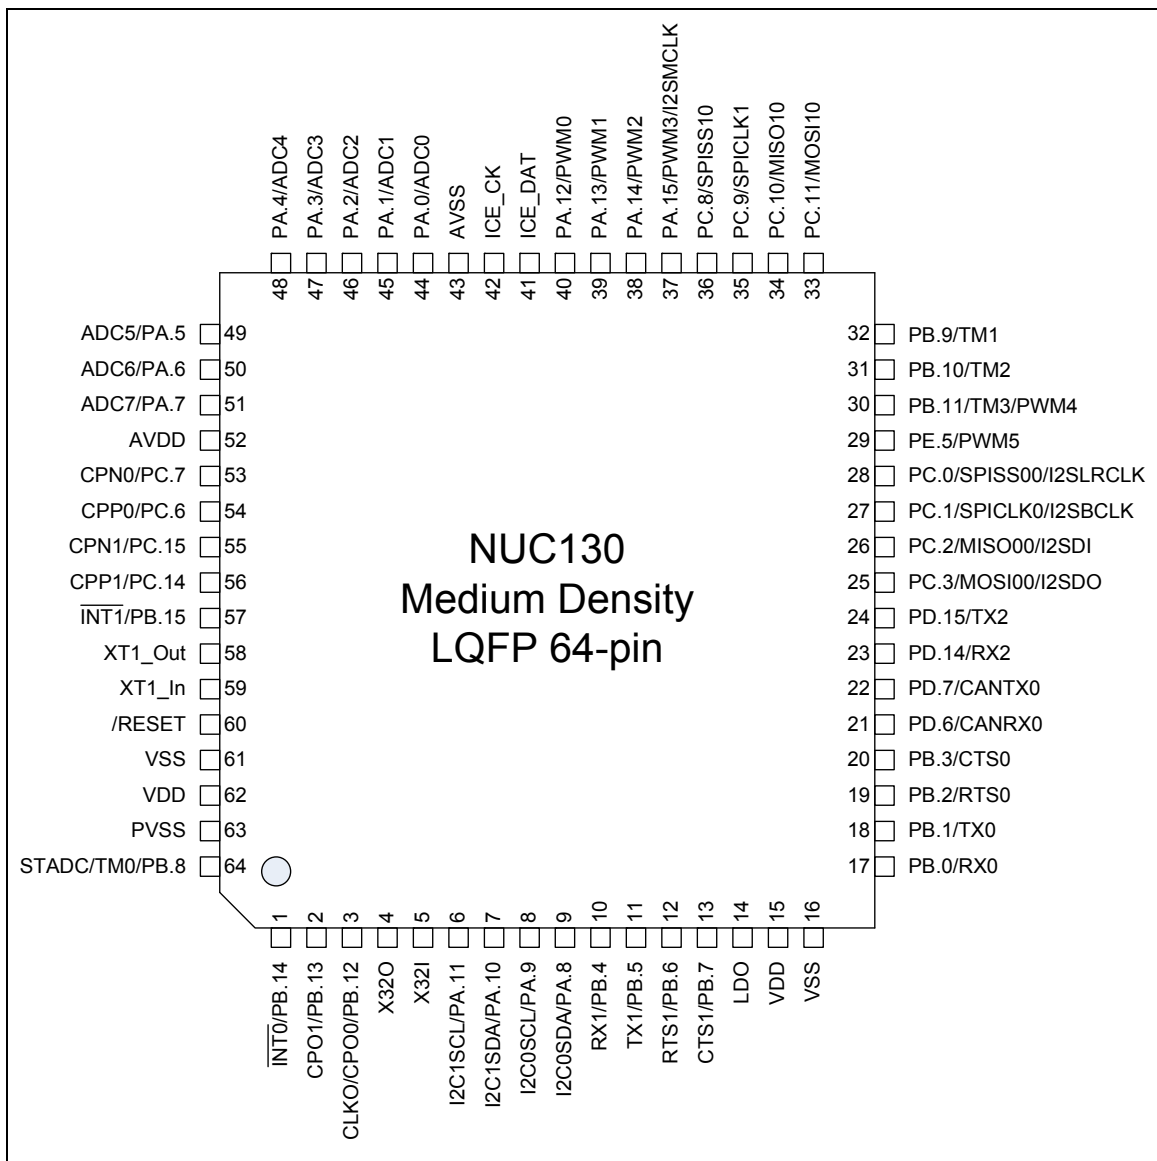 PA.4/ADC4
PA.3/ADC3
PA.2/ADC2
PA.1/ADC1
PA.0/ADC0
AVSS
ICE_CK
ICE_DAT
PA.12/PWM0
PA.13/PWM1
PA.14/PWM2
PA.15/PWM3/I2SMCLK
PC.8/SPISS10
PC.9/SPICLK1
PC.10/MISO10
PC.11/MOSI10
48
47
46
45
44
43
42
41
40
39
38
37
36
35
34
33
ADC5/PA.5 49
ADC6/PA.6 50
ADC7/PA.7 51
AVDD 52
CPN0/PC.7 53
CPP0/PC.6 54
CPN1/PC.15 55
CPP1/PC.14 56
INT1/PB.15 57
XT1_Out 58
XT1_In 59
/RESET 60
VSS 61
VDD 62
PVSS 63
STADC/TM0/PB.8 64
NUC130
Medium Density
LQFP 64-pin
32 PB.9/TM1
31 PB.10/TM2
30 PB.11/TM3/PWM4
29 PE.5/PWM5
28 PC.0/SPISS00/I2SLRCLK
27 PC.1/SPICLK0/I2SBCLK
26 PC.2/MISO00/I2SDI
25 PC.3/MOSI00/I2SDO
24 PD.15/TX2
23 PD.14/RX2
22 PD.7/CANTX0
21 PD.6/CANRX0
20 PB.3/CTS0
19 PB.2/RTS0
18 PB.1/TX0
17 PB.0/RX0
1
2
3
4
5
6
7
8
9
10
11
12
13
14
15
16
INT0/PB.14
CPO1/PB.13
CLKO/CPO0/PB.12
X32O
X32I
I2C1SCL/PA.11
I2C1SDA/PA.10
I2C0SCL/PA.9
I2C0SDA/PA.8
RX1/PB.4
TX1/PB.5
RTS1/PB.6
CTS1/PB.7
LDO
VDD
VSS